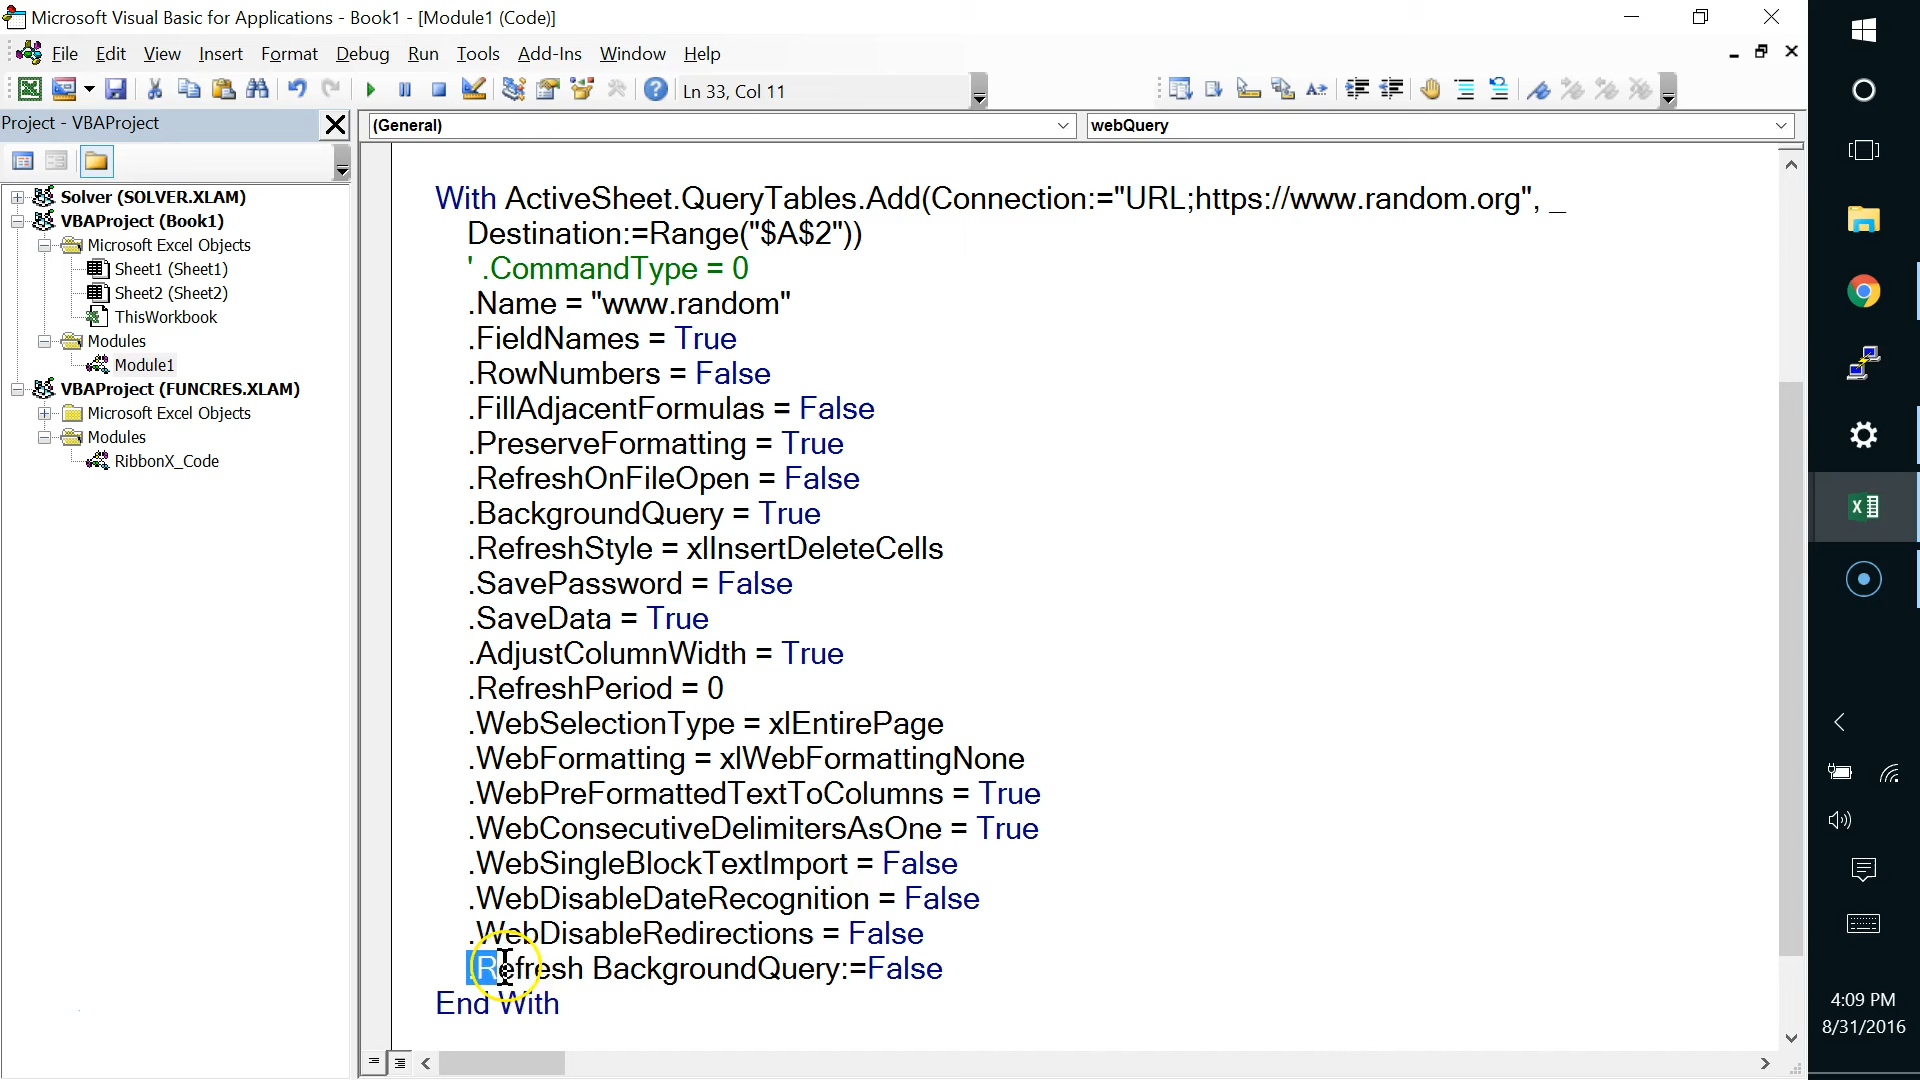 Microsoft Visual Basic for Applications - Book1 - [Module1 (Code)]
File Edit View Insert Format Debug Run Tools Add-Ins Window Help
Ln 33, Col 11
Project - VBAProject
(General)
webQuery
Solver (SOLVER.XLAM)
VBAProject (Book1)
Microsoft Excel Objects
Sheet1 (Sheet1)
Sheet2 (Sheet2)
ThisWorkbook
Modules
Module1
VBAProject (FUNCRES.XLAM)
Microsoft Excel Objects
Modules
RibbonX_Code
With ActiveSheet.QueryTables.Add(Connection:="URL;https://www.random.org", _
Destination:=Range("$A$2"))
' .CommandType = 0
.Name = "www.random"
.FieldNames = True
.RowNumbers = False
.FillAdjacentFormulas = False
.PreserveFormatting = True
.RefreshOnFileOpen = False
.BackgroundQuery = True
.RefreshStyle = xlInsertDeleteCells
.SavePassword = False
.SaveData = True
.AdjustColumnWidth = True
.RefreshPeriod = 0
.WebSelectionType = xlEntirePage
.WebFormatting = xlWebFormattingNone
.WebPreFormattedTextToColumns = True
.WebConsecutiveDelimitersAsOne = True
.WebSingleBlockTextImport = False
.WebDisableDateRecognition = False
.WebDisableRedirections = False
.Refresh BackgroundQuery:=False
End With
4:09 PM
8/31/2016